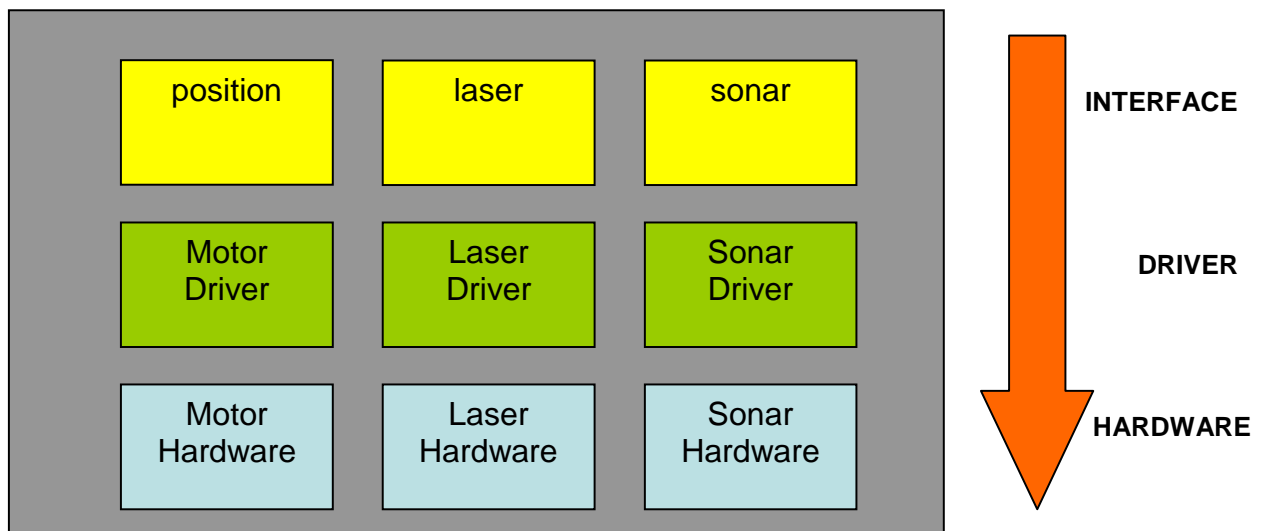 position
laser
sonar
INTERFACE
Motor
Driver
Laser
Driver
Sonar
Driver
DRIVER
Motor
Hardware
Laser
Hardware
Sonar
Hardware
HARDWARE